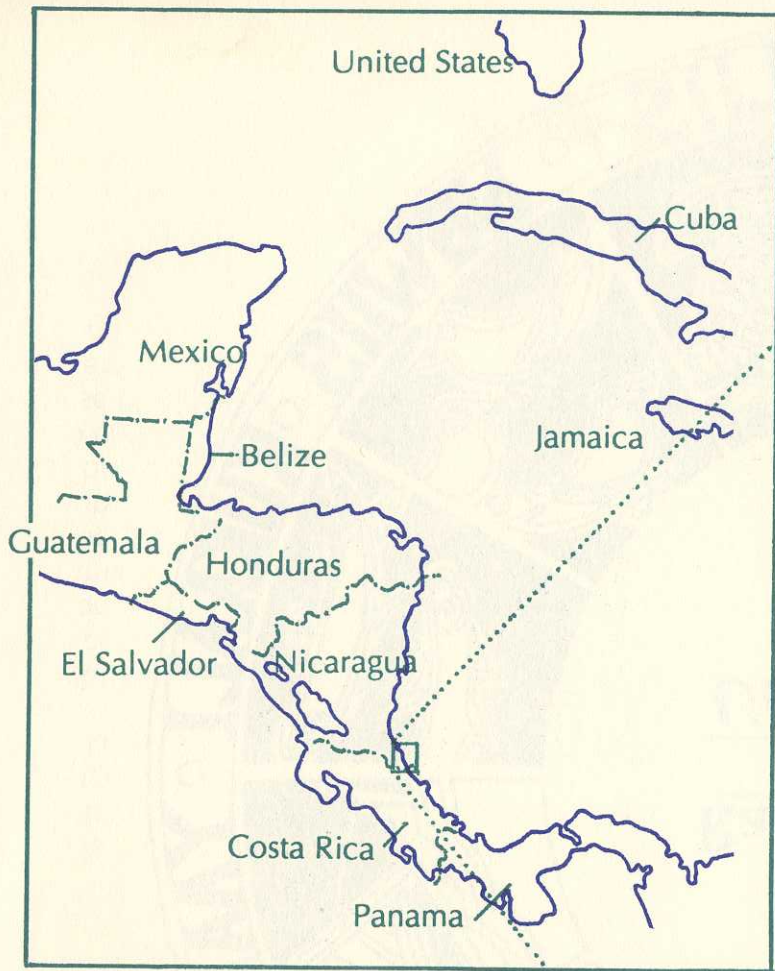 United States
Cuba
Mexico
Jamaica
Belize
Guatemala
Honduras
El Salvador
Nicaragua
Costa Rica
Panama